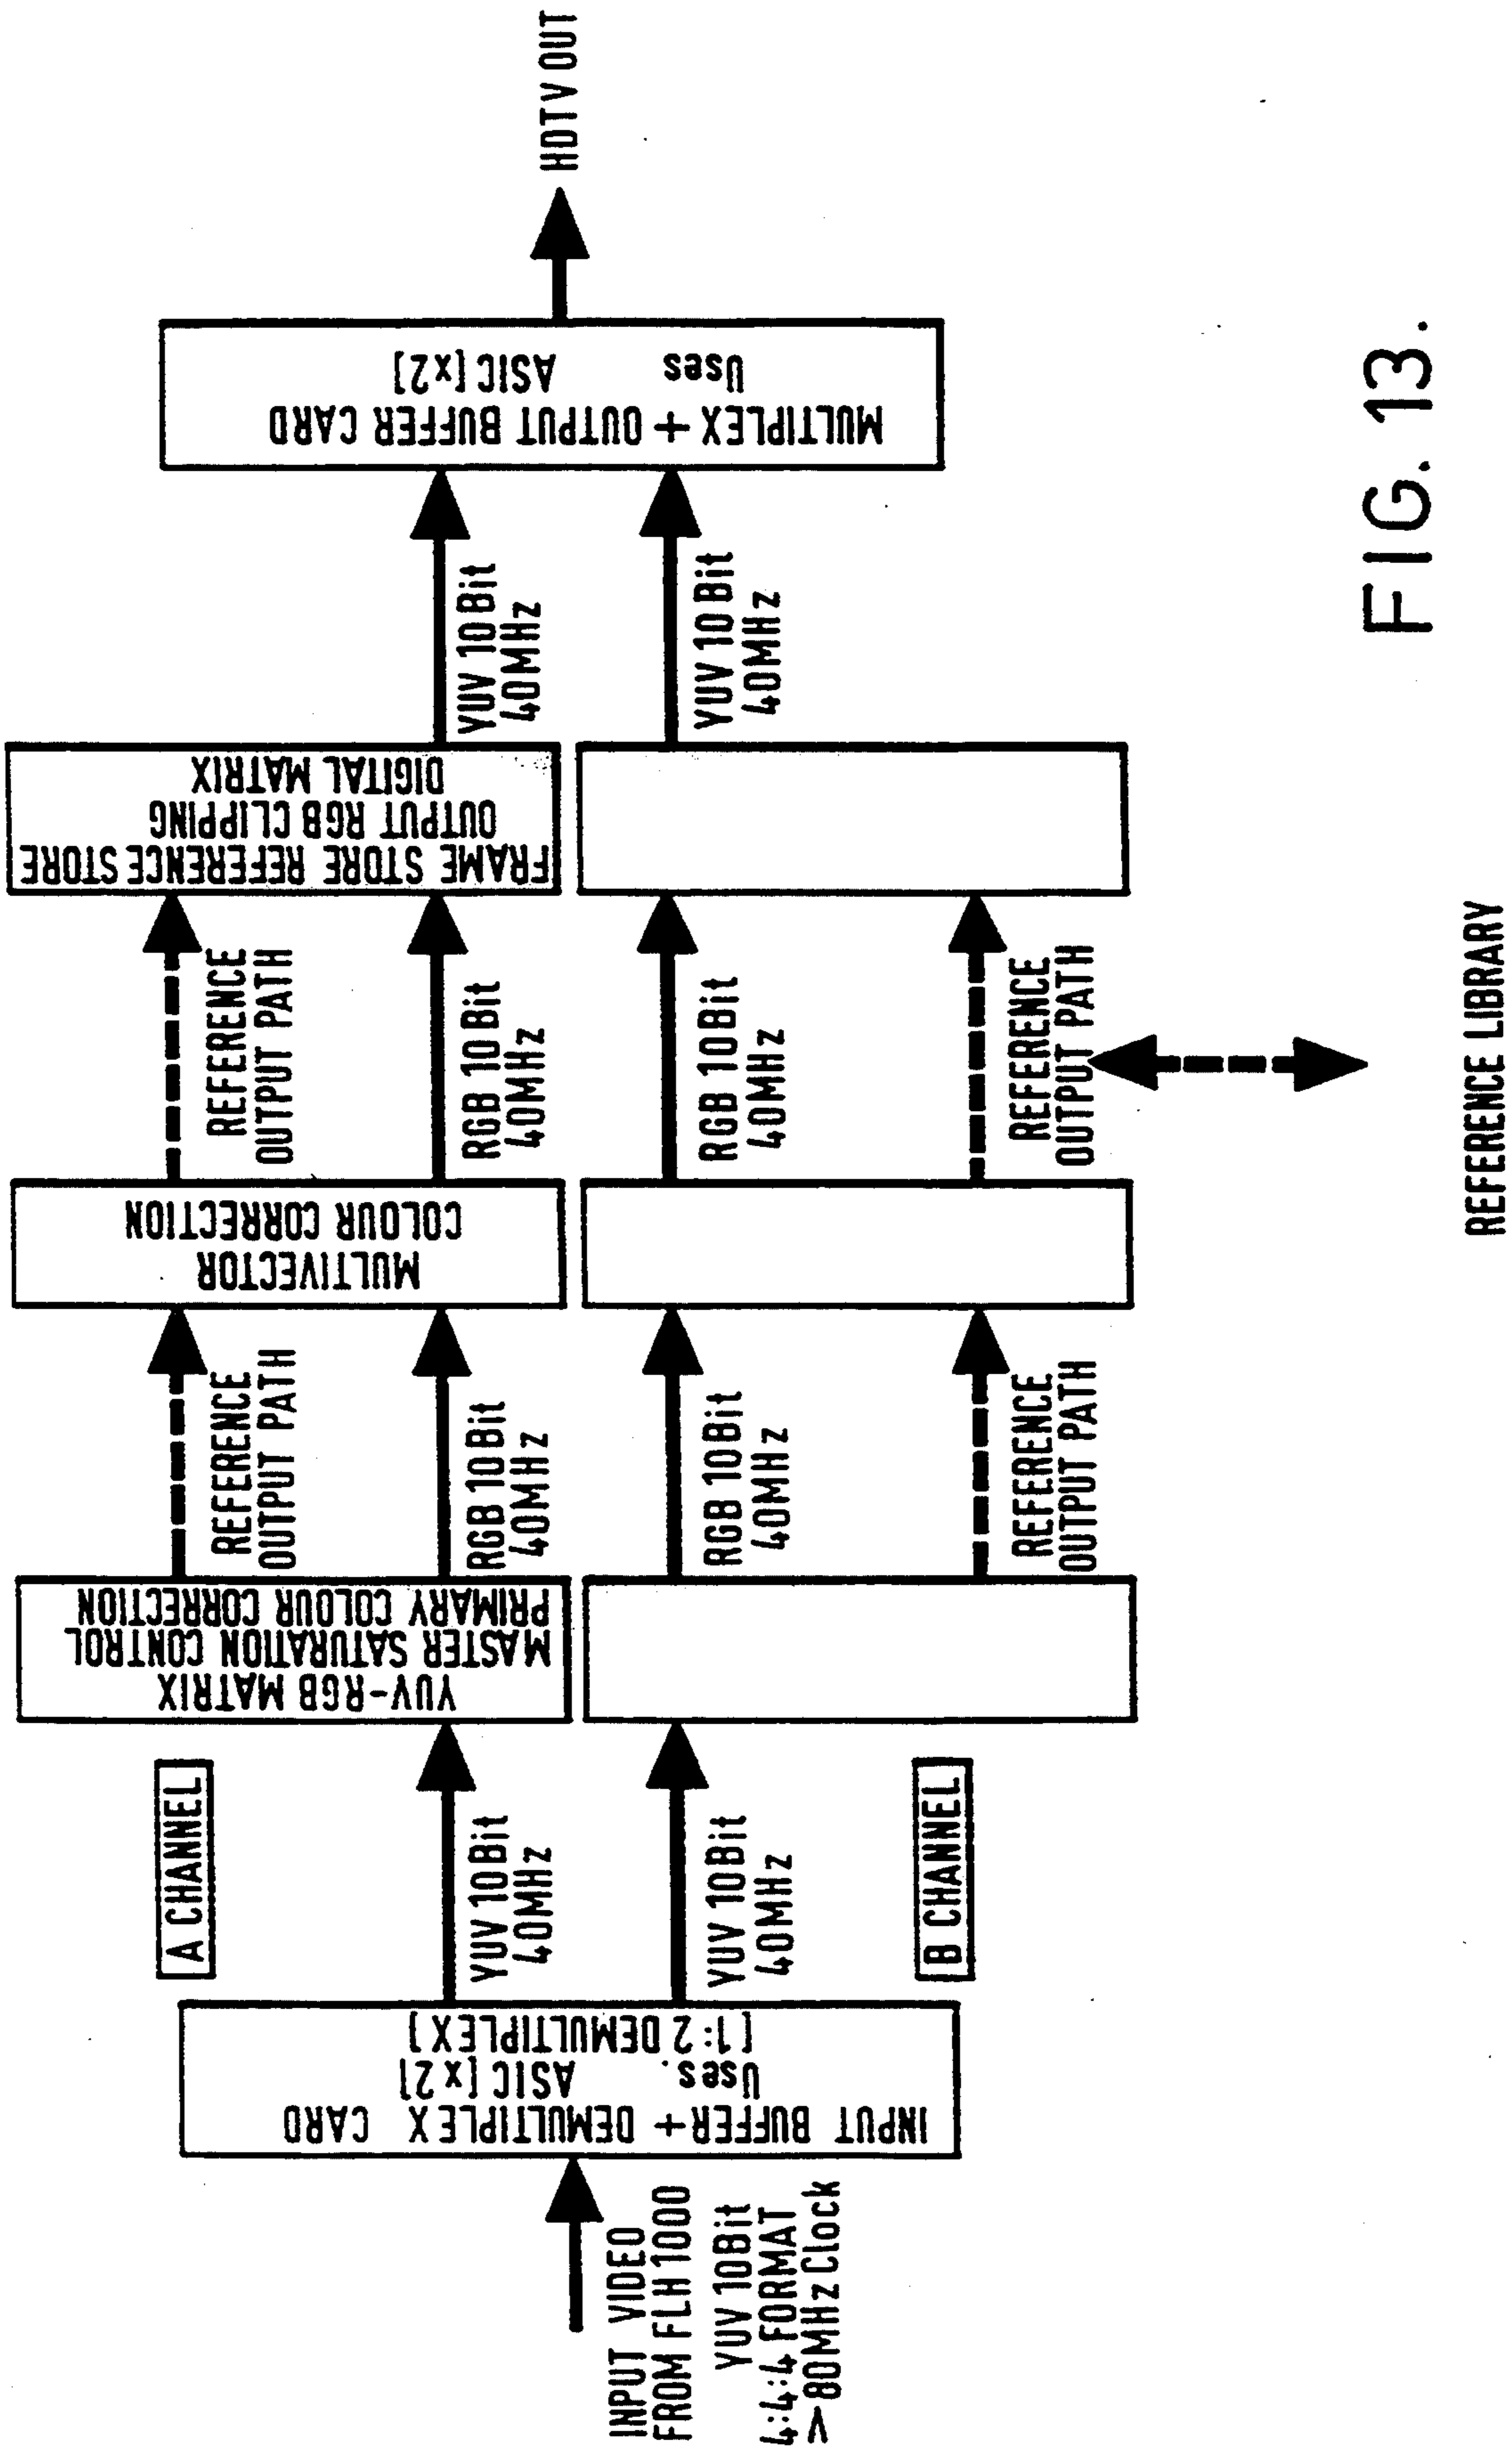 INPUT VIDEO
FROM FLH 1000
YUV 10Bit
4:4:4 FORMAT
< 80MHz Clock
INPUT BUFFER + DEMULTIPLEX CARD
Uses. ASIC [x2]
[1:2 DEMULTIPLEX]
A CHANNEL
YUV 10Bit
40MHz
YUV 10Bit
40MHz
B CHANNEL
YUV-RGB MATRIX
MASTER SATURATION CONTROL
PRIMARY COLOUR CORRECTION
REFERENCE
OUTPUT PATH
RGB 10Bit
40MHz
RGB 10Bit
40MHz
REFERENCE
OUTPUT PATH
MULTIVECTOR
COLOUR CORRECTION
REFERENCE
OUTPUT PATH
RGB 10Bit
40MHz
RGB 10Bit
40MHz
REFERENCE
OUTPUT PATH
REFERENCE LIBRARY
FRAME STORE REFERENCE STORE
OUTPUT RGB CLIPPING
DIGITAL MATRIX
YUV 10Bit
40MHz
YUV 10Bit
40MHz
MULTIPLEX + OUTPUT BUFFER CARD
Uses ASIC [x2]
HDTV OUT
FIG. 13.